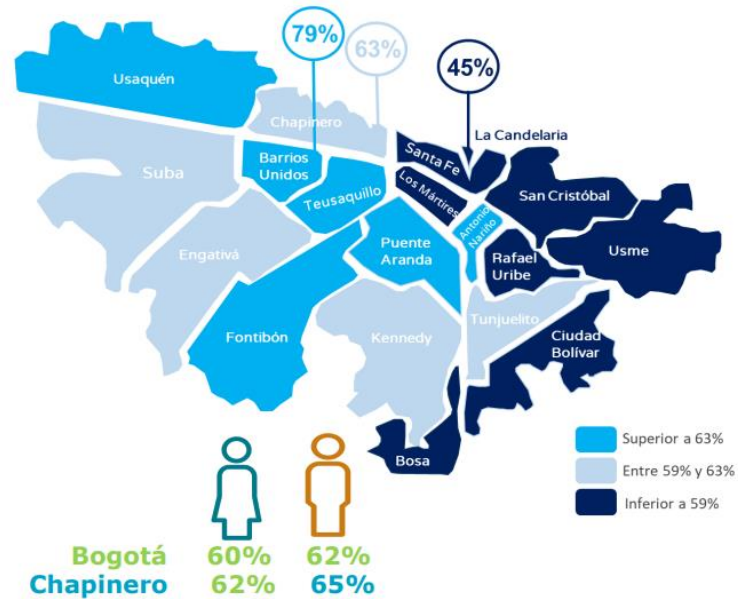 79%
63%
45%
Usaquén
Chapinero
La Candelaria
Santa Fe
Barrios
Unidos
Suba
Los Mártires
San Cristóbal
Teusaquillo
Antonio
Nariño
Puente
Aranda
Engativá
Rafael
Uribe
Usme
Tunjuelito
Fontibón
Kennedy
Ciudad
Bolívar
Bosa
Superior a 63%
Entre 59% y 63%
Inferior a 59%
Bogotá 60% 62%
Chapinero 62% 65%